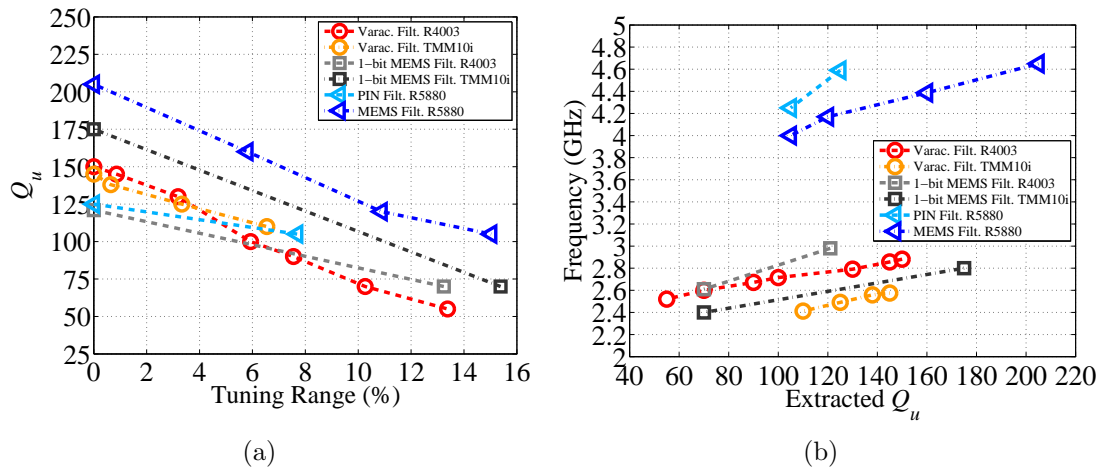 250
225
200
175
150
125
100
75
50
25
Q_u
0 2 4 6 8 10 12 14 16
Tuning Range (%)
Varac. Filt. R4003
Varac. Filt. TMM10i
1−bit MEMS Filt. R4003
1−bit MEMS Filt. TMM10i
PIN Filt. R5880
MEMS Filt. R5880
(a)
5
4.8
4.6
4.4
4.2
4
3.8
3.6
3.4
3.2
3
2.8
2.6
2.4
2.2
2
Frequency (GHz)
40 60 80 100 120 140 160 180 200 220
Extracted Q_u
Varac. Filt. R4003
Varac. Filt. TMM10i
1−bit MEMS Filt. R4003
1−bit MEMS Filt. TMM10i
PIN Filt. R5880
MEMS Filt. R5880
(b)